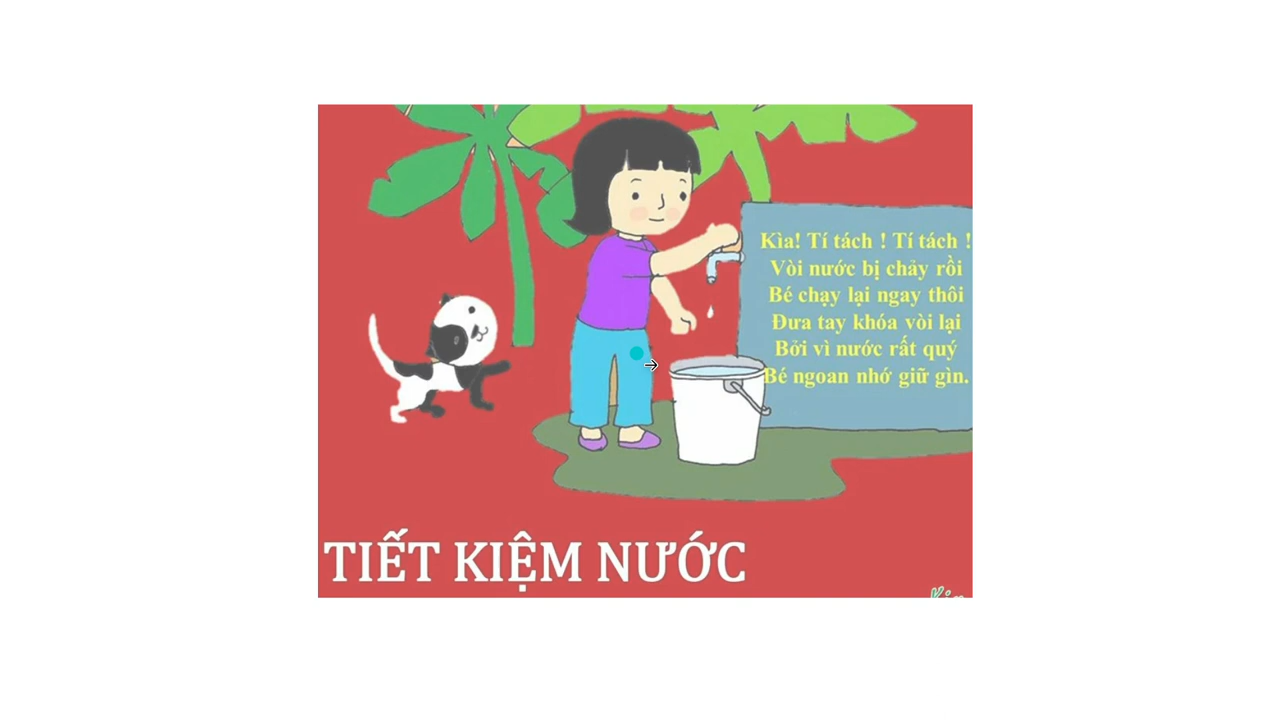 Kìa! Tí tách ! Tí tách !
Vòi nước bị chảy rồi
Bé chạy lại ngay thôi
Đưa tay khóa vòi lại
Bởi vì nước rất quý
Bé ngoan nhớ giữ gìn.
TIẾT KIỆM NƯỚC